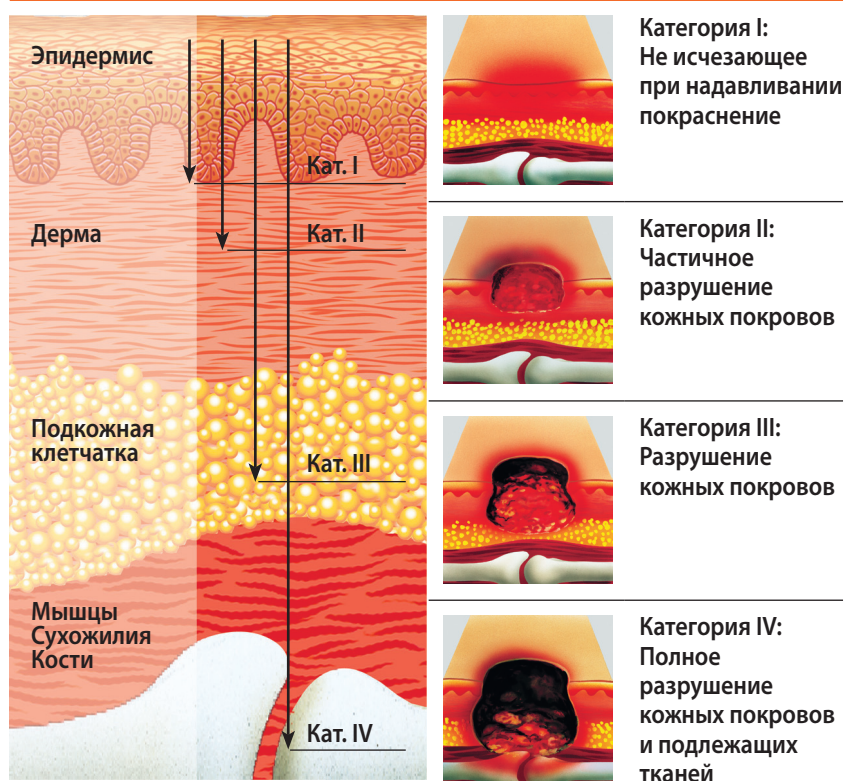 Эпидермис
Кат. I
Дерма
Кат. II
Подкожная
клетчатка
Кат. III
Мышцы
Сухожилия
Кости
Кат. IV
Категория I:
Не исчезающее
при надавливании
покраснение
Категория II:
Частичное
разрушение
кожных покровов
Категория III:
Разрушение
кожных покровов
Категория IV:
Полное
разрушение
кожных покровов
и подлежащих
тканей